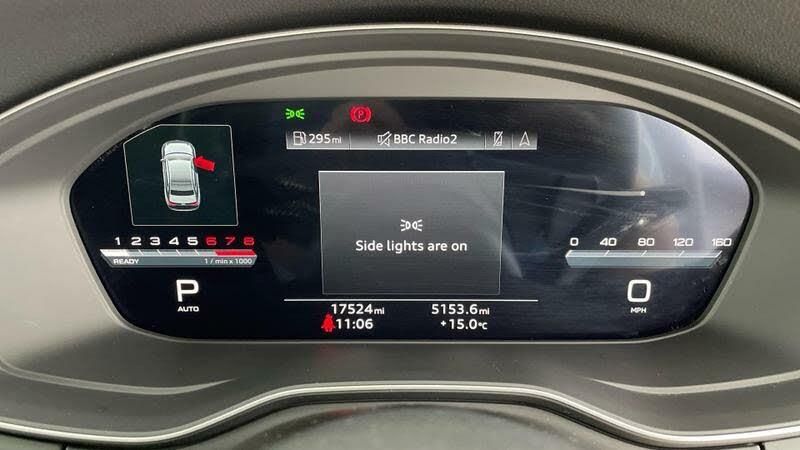 P
295mi BBC Radio2 A
Side lights are on
1 2 3 4 5 6 7 8
READY 1 / min x 1000
P
AUTO
0 40 80 120 160
0
MPH
17524mi 5153.6mi
11:06 +15.0°C